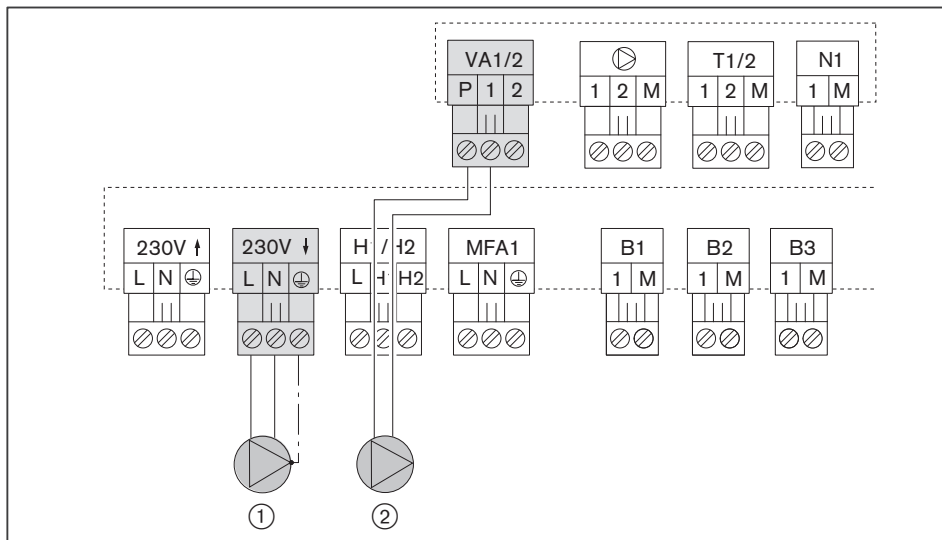 VA1/2 T1/2 N1
P 1 2 1 2 M 1 2 M 1 M
230V ↑ 230V ↓ H1/H2 MFA1 B1 B2 B3
L N L N L H1 H2 L N 1 M 1 M 1 M
1 2